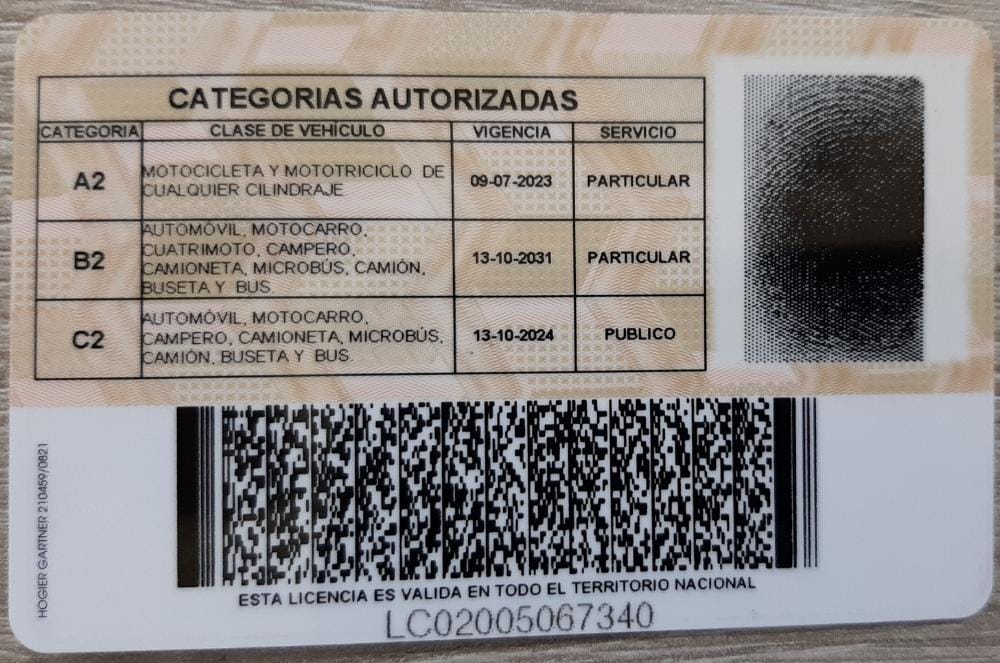 CATEGORIAS AUTORIZADAS
CATEGORIA CLASE DE VEHÍCULO VIGENCIA SERVICIO
A2 MOTOCICLETA Y MOTOTRICICLO DE CUALQUIER CILINDRAJE 09-07-2023 PARTICULAR
B2 AUTOMÓVIL, MOTOCARRO, CUATRIMOTO, CAMPERO, CAMIONETA, MICROBÚS, CAMIÓN, BUSETA Y BUS. 13-10-2031 PARTICULAR
C2 AUTOMÓVIL, MOTOCARRO, CAMPERO, CAMIONETA, MICROBÚS, CAMIÓN, BUSETA Y BUS. 13-10-2024 PUBLICO
HOGIER GARTNER 210459/0821
ESTA LICENCIA ES VALIDA EN TODO EL TERRITORIO NACIONAL
LC02005067340